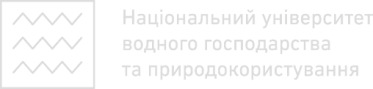 Національний університет
водного господарства
та природокористування